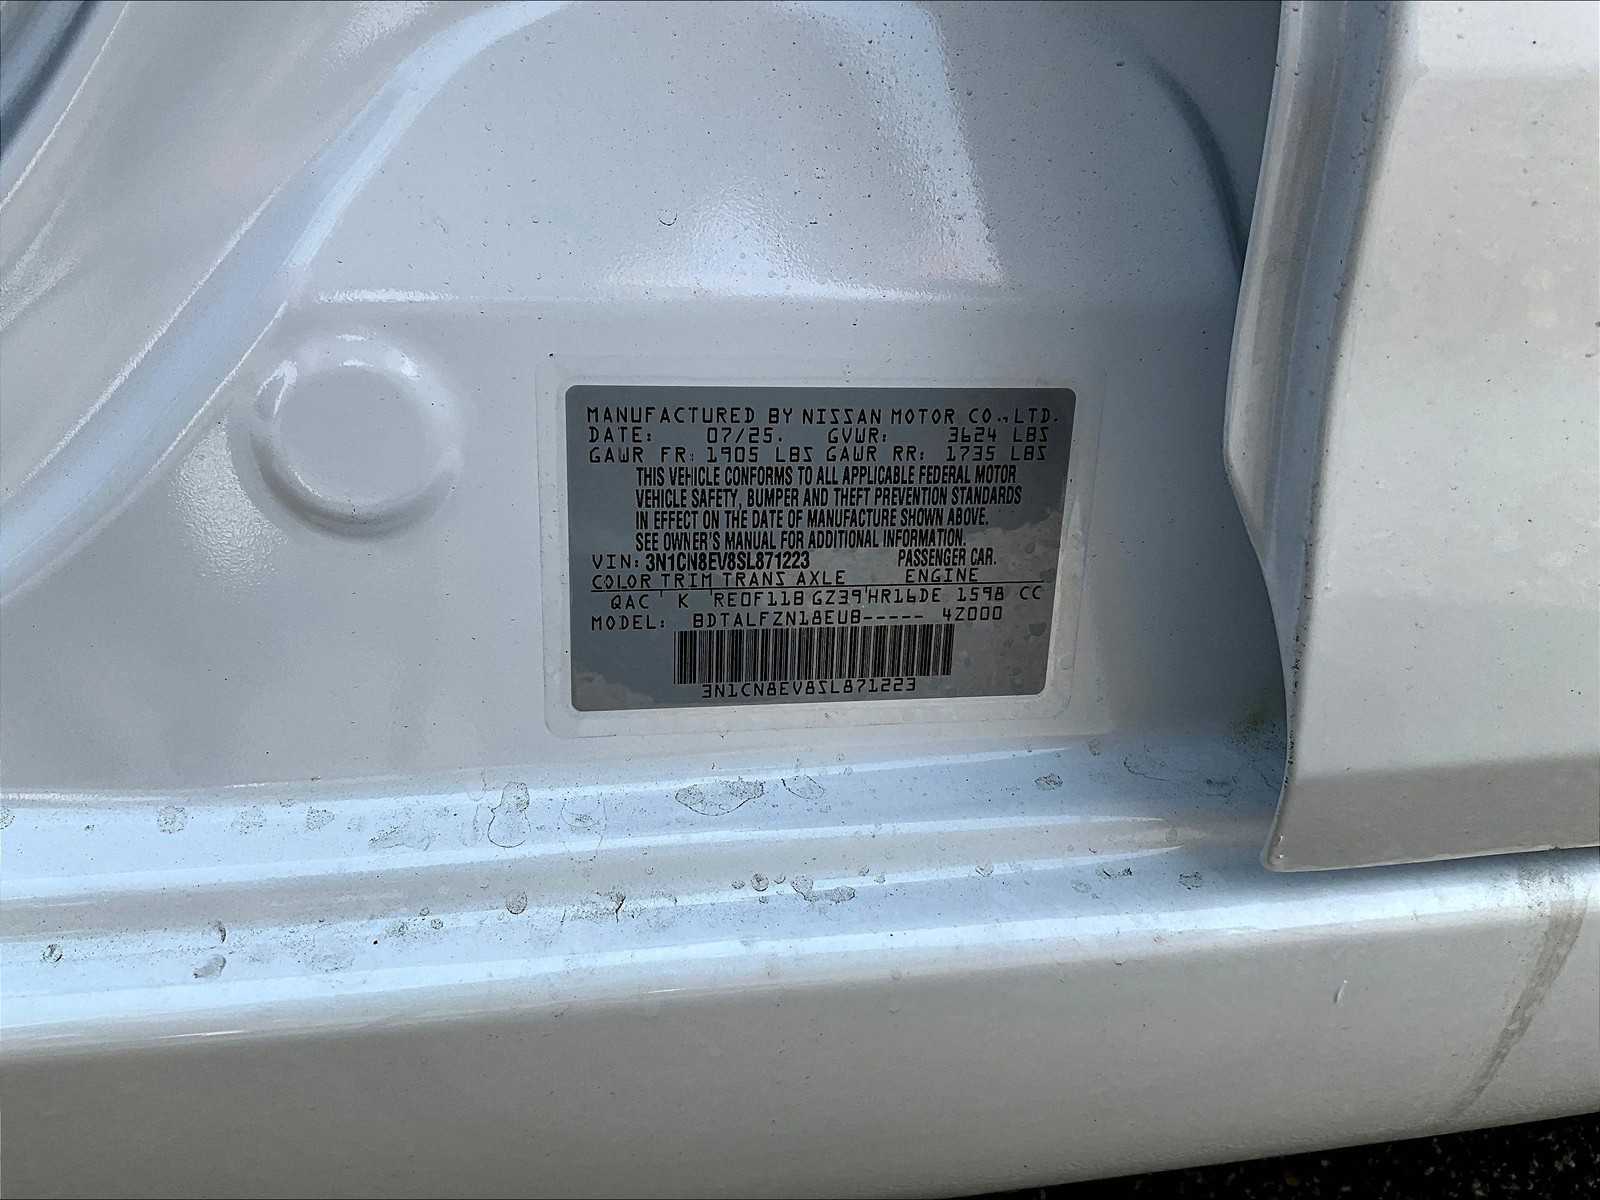 MANUFACTURED BY NISSAN MOTOR CO., LTD.
DATE: 07/25. GVWR: 3624 LBS
GAWR FR: 1905 LBS GAWR RR: 1735 LBS
THIS VEHICLE CONFORMS TO ALL APPLICABLE FEDERAL MOTOR
VEHICLE SAFETY, BUMPER AND THEFT PREVENTION STANDARDS
IN EFFECT ON THE DATE OF MANUFACTURE SHOWN ABOVE.
SEE OWNER'S MANUAL FOR ADDITIONAL INFORMATION.
VIN: 3N1CN8EV8SL871223 PASSENGER CAR.
COLOR TRIM TRANS AXLE ENGINE
QAC K RE0F11B GZ39 HR16DE 1598 CC
MODEL: BDTALFZN18EUB----- 42000
3N1CN8EV8SL871223